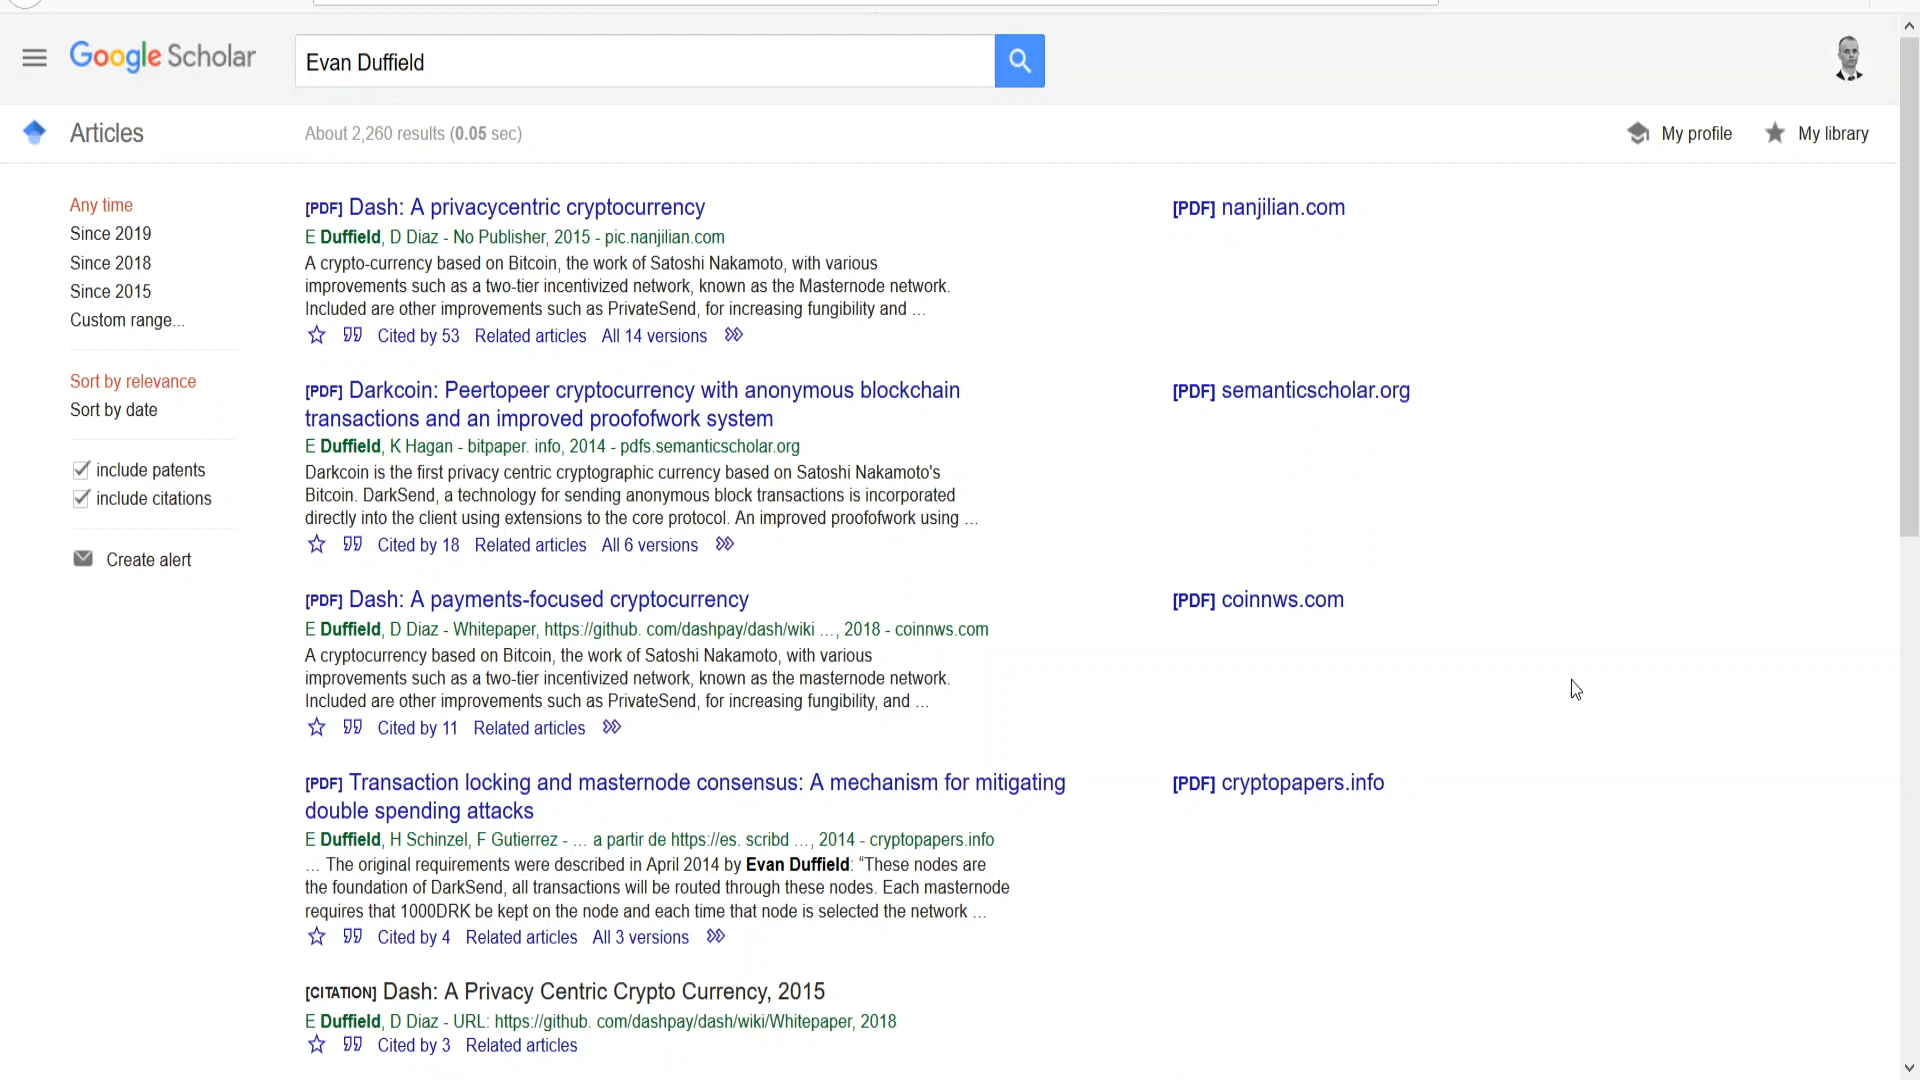 Google Scholar
Evan Duffield
Articles
About 2,260 results (0.05 sec)
My profile
My library
Any time
Since 2019
Since 2018
Since 2015
Custom range...
Sort by relevance
Sort by date
include patents
include citations
Create alert
[PDF] Dash: A privacycentric cryptocurrency
E Duffield, D Diaz - No Publisher, 2015 - pic.nanjilian.com
A crypto-currency based on Bitcoin, the work of Satoshi Nakamoto, with various
improvements such as a two-tier incentivized network, known as the Masternode network.
Included are other improvements such as PrivateSend, for increasing fungibility and ...
Cited by 53 Related articles All 14 versions
[PDF] nanjilian.com
[PDF] Darkcoin: Peertopeer cryptocurrency with anonymous blockchain
transactions and an improved proofofwork system
E Duffield, K Hagan - bitpaper. info, 2014 - pdfs.semanticscholar.org
Darkcoin is the first privacy centric cryptographic currency based on Satoshi Nakamoto's
Bitcoin. DarkSend, a technology for sending anonymous block transactions is incorporated
directly into the client using extensions to the core protocol. An improved proofofwork using ...
Cited by 18 Related articles All 6 versions
[PDF] semanticscholar.org
[PDF] Dash: A payments-focused cryptocurrency
E Duffield, D Diaz - Whitepaper, https://github. com/dashpay/dash/wiki ..., 2018 - coinnws.com
A cryptocurrency based on Bitcoin, the work of Satoshi Nakamoto, with various
improvements such as a two-tier incentivized network, known as the masternode network.
Included are other improvements such as PrivateSend, for increasing fungibility, and ...
Cited by 11 Related articles
[PDF] coinnws.com
[PDF] Transaction locking and masternode consensus: A mechanism for mitigating
double spending attacks
E Duffield, H Schinzel, F Gutierrez - ... a partir de https://es. scribd ..., 2014 - cryptopapers.info
... The original requirements were described in April 2014 by Evan Duffield: “These nodes are
the foundation of DarkSend, all transactions will be routed through these nodes. Each masternode
requires that 1000DRK be kept on the node and each time that node is selected the network ...
Cited by 4 Related articles All 3 versions
[PDF] cryptopapers.info
[CITATION] Dash: A Privacy Centric Crypto Currency, 2015
E Duffield, D Diaz - URL: https://github. com/dashpay/dash/wiki/Whitepaper, 2018
Cited by 3 Related articles